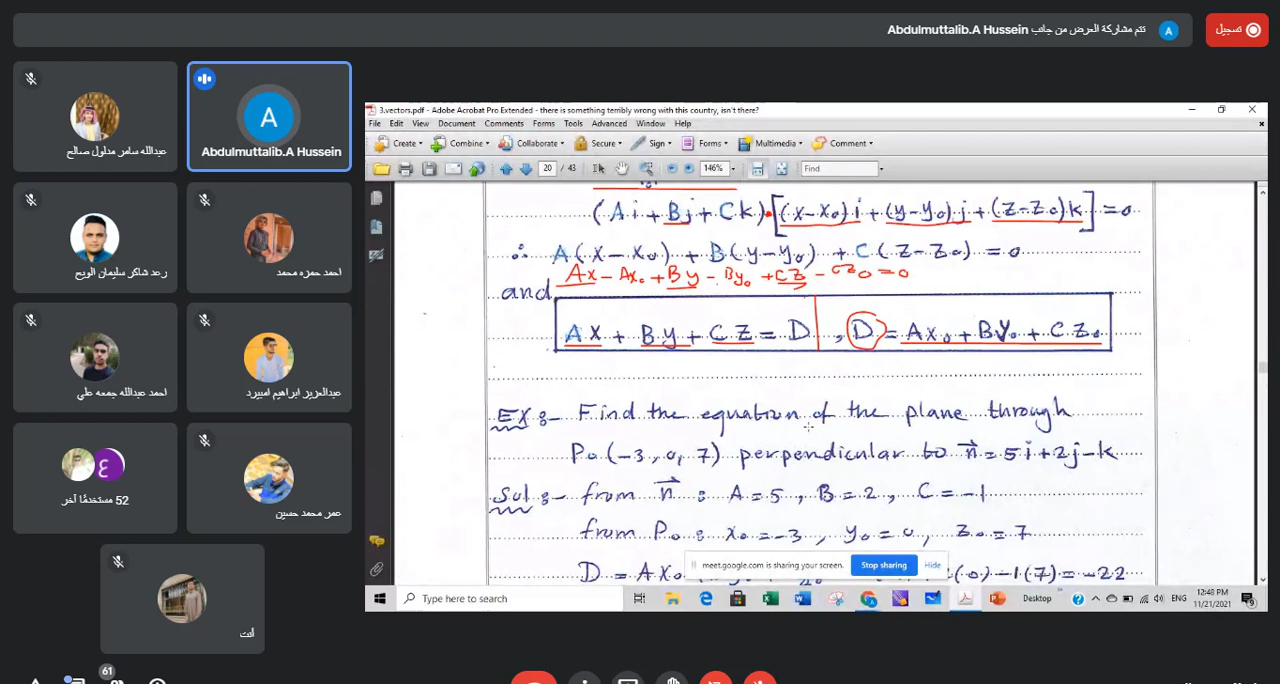 تتم مشاركة العرض من جانب Abdulmuttalib.A Hussein
تسجيل
عبدالله سامر مدلول صالح
A
Abdulmuttalib.A Hussein
رعد شاكر سليمان الويح
احمد حمزه محمد
احمد عبدالله جمعه علي
عبدالعزيز ابراهيم امبيرد
52 مستخدمًا آخر
عمر محمد حسين
أنت
61
3.vectors.pdf - Adobe Acrobat Pro Extended - there is something terribly wrong with this country, isn't there?
File Edit View Document Comments Forms Tools Advanced Window Help
Create Combine Collaborate Secure Sign Forms Multimedia Comment
20 / 43 146% Find
(Ai+Bj+Ck)•[(x-x₀)i+(y-y₀)j+(z-z₀)k]=0
∴ A(x-x₀) + B(y-y₀) + C(z-z₀) = 0
Ax - Ax₀ + By - By₀ + Cz - Cz₀ = 0
and
Ax + By + Cz = D , D = Ax₀ + By₀ + Cz₀
EX:- Find the equation of the plane through
P₀(-3,0,7) perpendicular to n⃗=5i+2j-k
Sol:- from n⃗ : A=5, B=2, C=-1
from P₀: x₀=-3, y₀=0, z₀=7
meet.google.com is sharing your screen. Stop sharing Hide
D = Ax₀ (0)-1(7)=-22
Type here to search
Desktop ENG 12:48 PM
11/21/2021